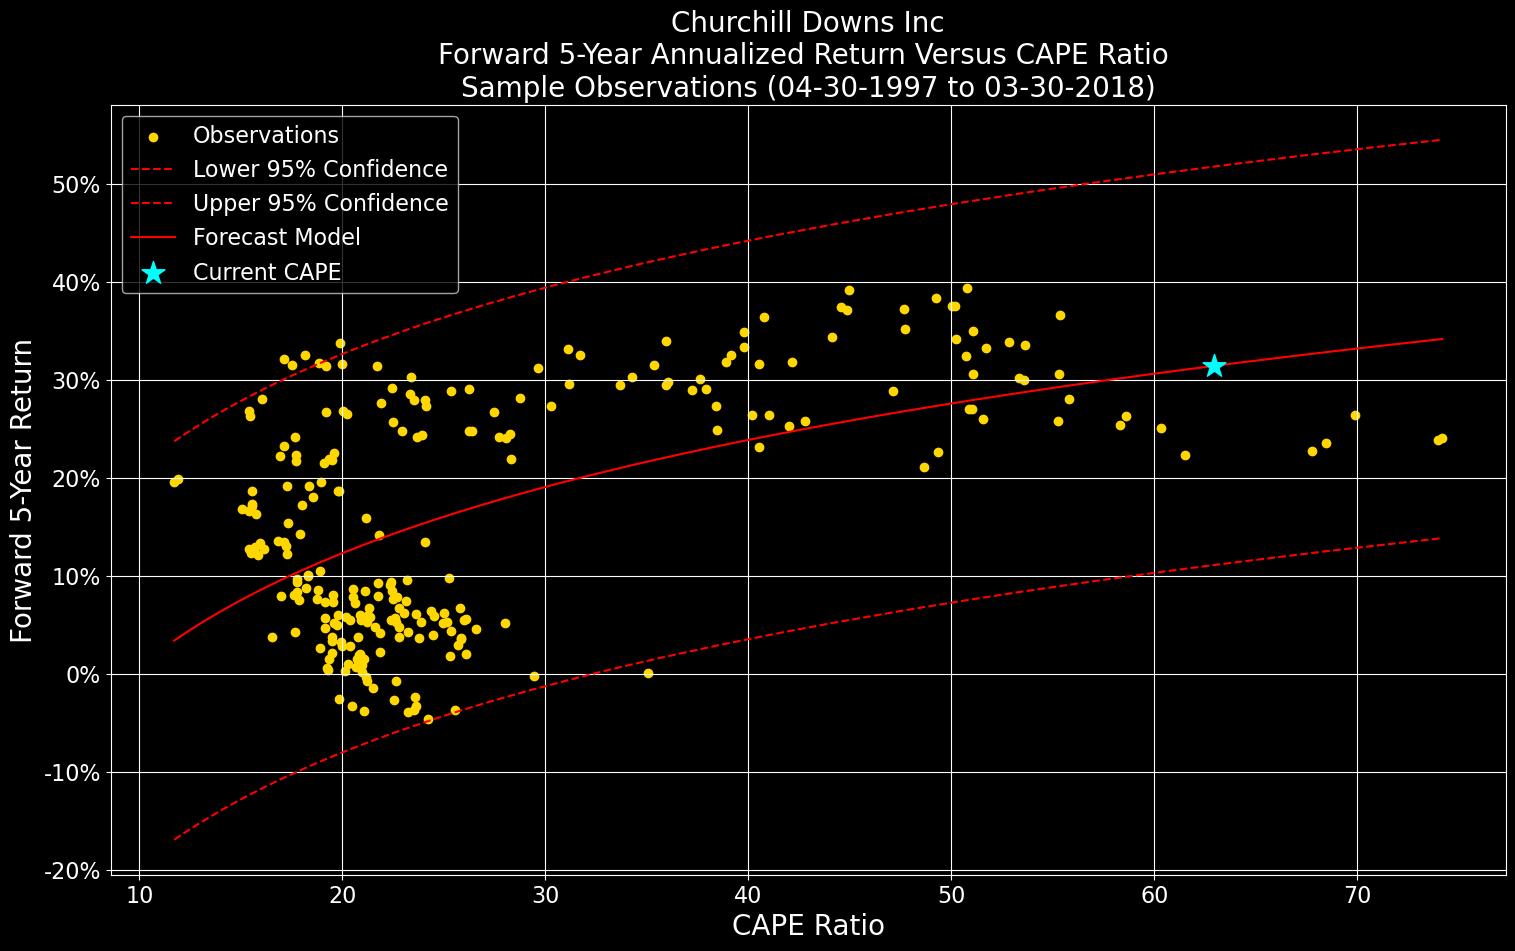 Churchill Downs Inc
Forward 5-Year Annualized Return Versus CAPE Ratio
Sample Observations (04-30-1997 to 03-30-2018)
Observations
Lower 95% Confidence
Upper 95% Confidence
Forecast Model
Current CAPE
Forward 5-Year Return
50%
40%
30%
20%
10%
0%
-10%
-20%
10 20 30 40 50 60 70
CAPE Ratio